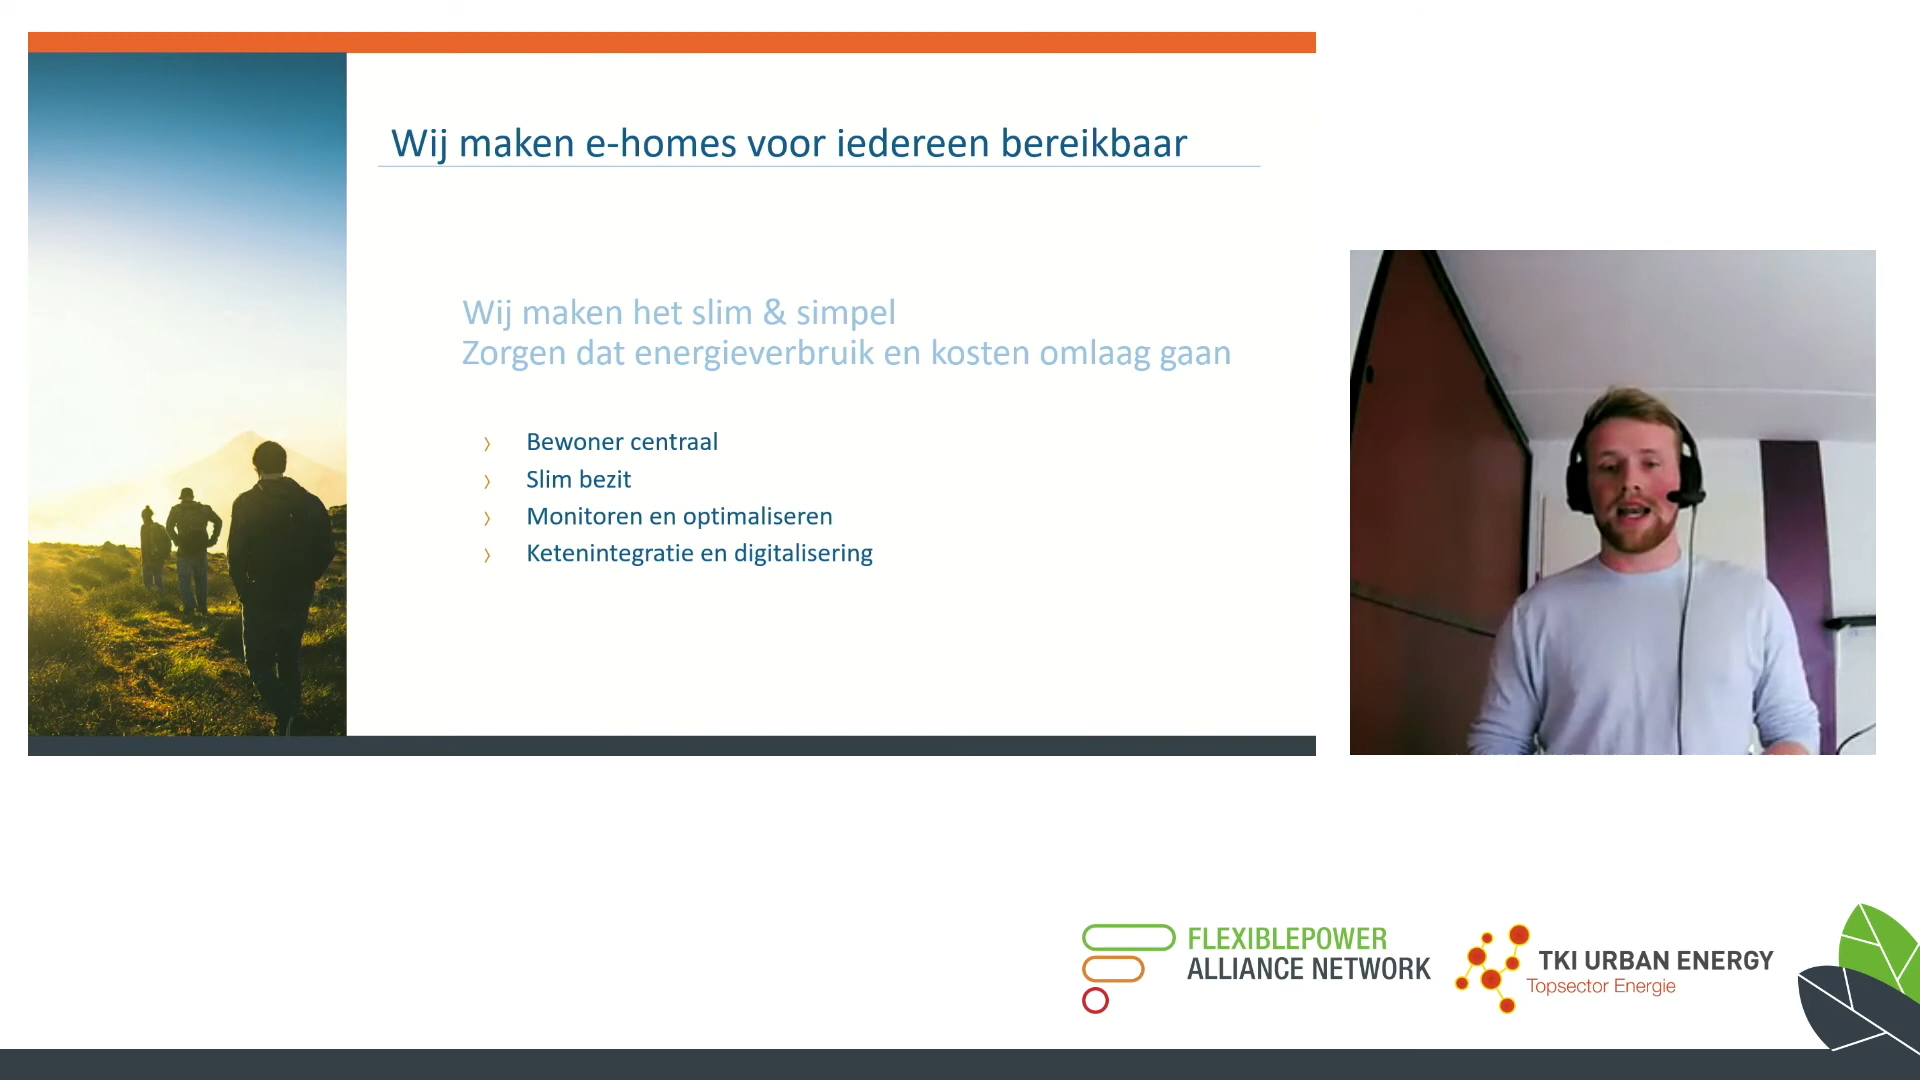 Wij maken e-homes voor iedereen bereikbaar
Wij maken het slim & simpel
Zorgen dat energieverbruik en kosten omlaag gaan
› Bewoner centraal
› Slim bezit
› Monitoren en optimaliseren
› Ketenintegratie en digitalisering
FLEXIBLEPOWER
ALLIANCE NETWORK
TKI URBAN ENERGY
Topsector Energie